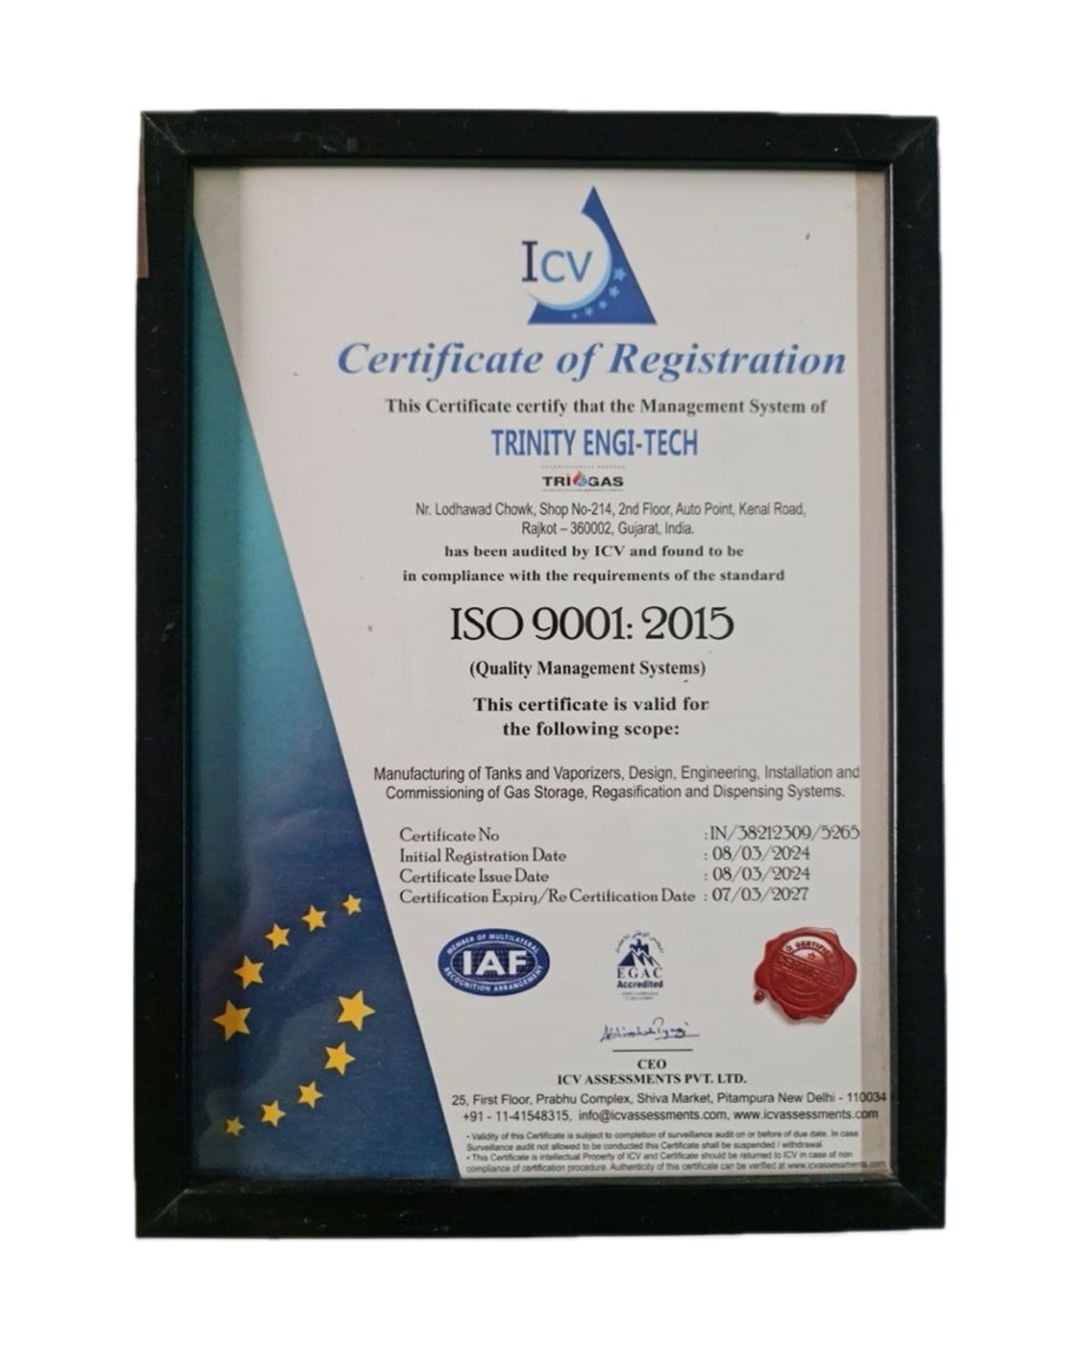 ICV
Certificate of Registration
This Certificate certify that the Management System of
TRINITY ENGI-TECH
TRI GAS
Nr. Lodhawad Chowk, Shop No-214, 2nd Floor, Auto Point, Kenal Road,
Rajkot – 360002, Gujarat, India.
has been audited by ICV and found to be
in compliance with the requirements of the standard
ISO 9001: 2015
(Quality Management Systems)
This certificate is valid for
the following scope:
Manufacturing of Tanks and Vaporizers, Design, Engineering, Installation and
Commissioning of Gas Storage, Regasification and Dispensing Systems.
Certificate No :IN/38212309/5265
Initial Registration Date : 08/03/2024
Certificate Issue Date : 08/03/2024
Certification Expiry/Re Certification Date : 07/03/2027
MEMBER OF MULTILATERAL
IAF
RECOGNITION ARRANGEMENT
EGAC
Accredited
CERTIFIED
CEO
ICV ASSESSMENTS PVT. LTD.
25, First Floor, Prabhu Complex, Shiva Market, Pitampura New Delhi - 110034
+91 - 11-41548315, info@icvassessments.com, www.icvassessments.com
• Validity of this Certificate is subject to completion of surveillance audit on or before of due date. In case
Surveillance audit not allowed to be conducted this Certificate shall be suspended / withdrawal.
• This Certificate is intellectual Property of ICV and Certificate should be returned to ICV in case of non
compliance of certification procedure. Authenticity of this certificate can be verified at www.icvassessments.com